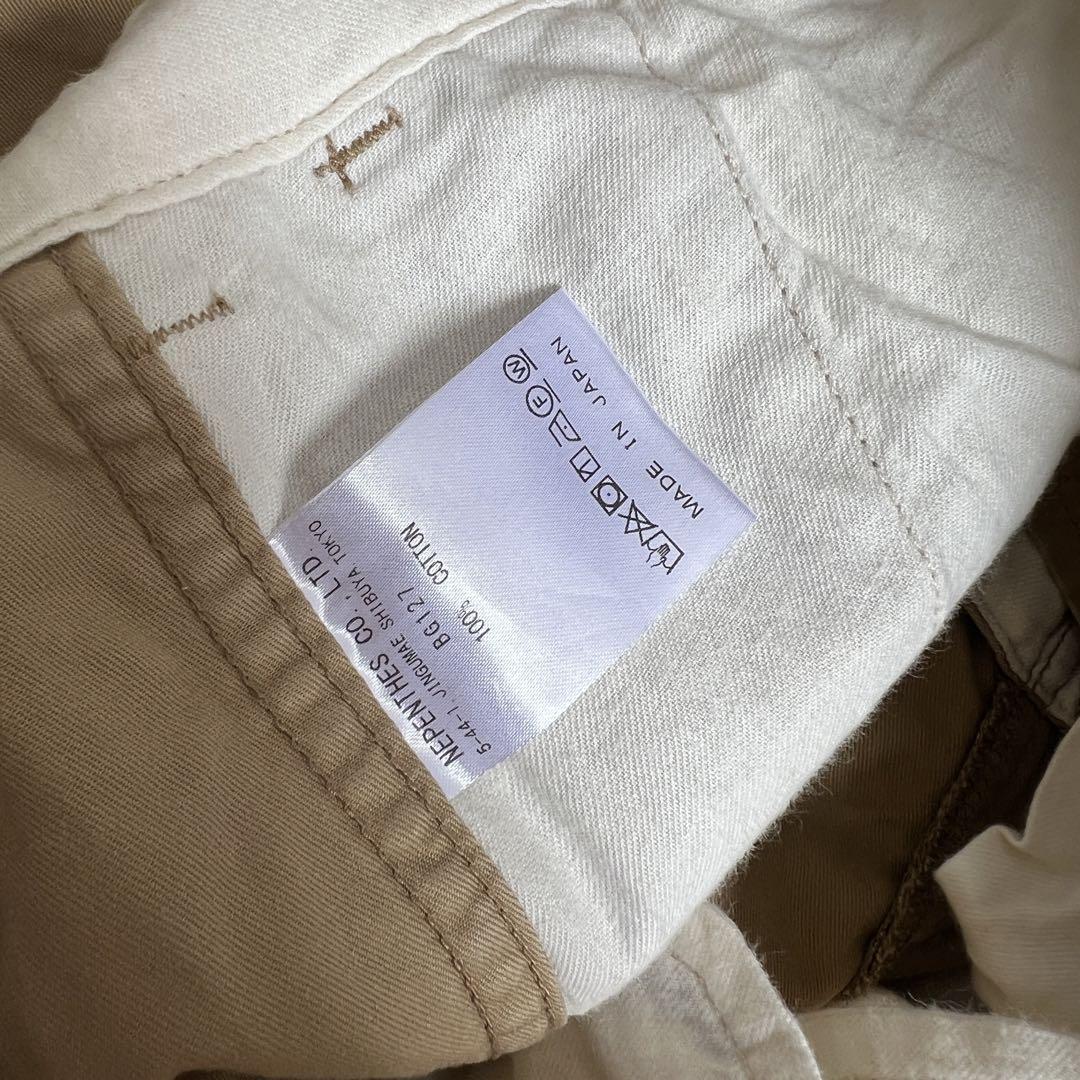 MADE IN JAPAN
F W
100% COTTON
BG127
NEPENTHES CO. LTD.
5-44-1, JINGUMAE SHIBUYA TOKYO